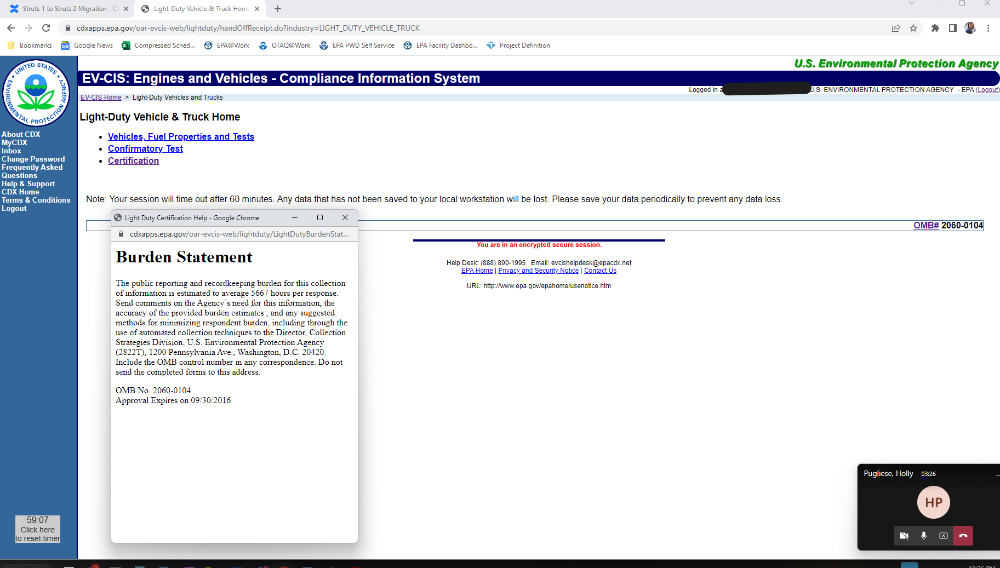 Struts 1 to Struts 2 Migration - C
Light-Duty Vehicle & Truck Home
cdxapps.epa.gov/oar-evcis-web/lightduty/handOffReceipt.do?industry=LIGHT_DUTY_VEHICLE_TRUCK
Bookmarks Google News Compressed Sched... EPA@Work OTAQ@Work EPA PWD Self Service EPA Facility Dashbo... Project Definition
UNITED STATES ENVIRONMENTAL PROTECTION AGENCY
U.S. Environmental Protection Agency
EV-CIS: Engines and Vehicles - Compliance Information System
Logged in a U.S. ENVIRONMENTAL PROTECTION AGENCY - EPA (Logout)
EV-CIS Home > Light-Duty Vehicles and Trucks
Light-Duty Vehicle & Truck Home
• Vehicles, Fuel Properties and Tests
• Confirmatory Test
• Certification
About CDX
MyCDX
Inbox
Change Password
Frequently Asked
Questions
Help & Support
CDX Home
Terms & Conditions
Logout
Note: Your session will time out after 60 minutes. Any data that has not been saved to your local workstation will be lost. Please save your data periodically to prevent any data loss.
OMB# 2060-0104
You are in an encrypted secure session.
Help Desk: (888) 890-1995 Email: evcishelpdesk@epacdx.net
EPA Home | Privacy and Security Notice | Contact Us
URL: http://www.epa.gov/epahome/usenotice.htm
Light Duty Certification Help - Google Chrome
cdxapps.epa.gov/oar-evcis-web/lightduty/LightDutyBurdenStat...
Burden Statement
The public reporting and recordkeeping burden for this collection
of information is estimated to average 5667 hours per response.
Send comments on the Agency's need for this information, the
accuracy of the provided burden estimates , and any suggested
methods for minimizing respondent burden, including through the
use of automated collection techniques to the Director, Collection
Strategies Division, U.S. Environmental Protection Agency
(2822T), 1200 Pennsylvania Ave., Washington, D.C. 20420.
Include the OMB control number in any correspondence. Do not
send the completed forms to this address.
OMB No. 2060-0104
Approval Expires on 09/30/2016
59:07
Click here
to reset timer
Pugliese, Holly 03:26
HP